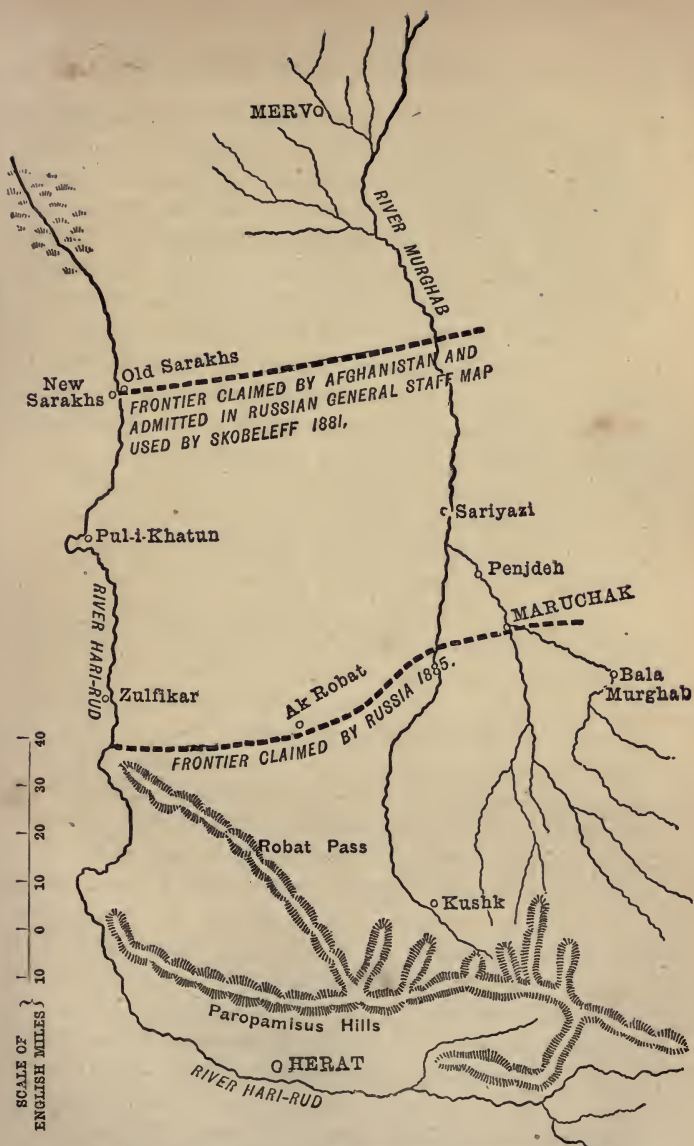 MERV
RIVER MURGHAB
Old Sarakhs
New
Sarakhs
FRONTIER CLAIMED BY AFGHANISTAN AND
ADMITTED IN RUSSIAN GENERAL STAFF MAP
USED BY SKOBELEFF 1881,
Sariyazi
Pul-i-Khatun
Penjdeh
MARUCHAK
RIVER HARI-RUD
Bala
Murghab
Zulfikar
Ak Robat
FRONTIER CLAIMED BY RUSSIA 1885.
Robat Pass
Kushk
Paropamisus Hills
HERAT
RIVER HARI-RUD
SCALE OF
ENGLISH MILES
10 0 10 20 30 40